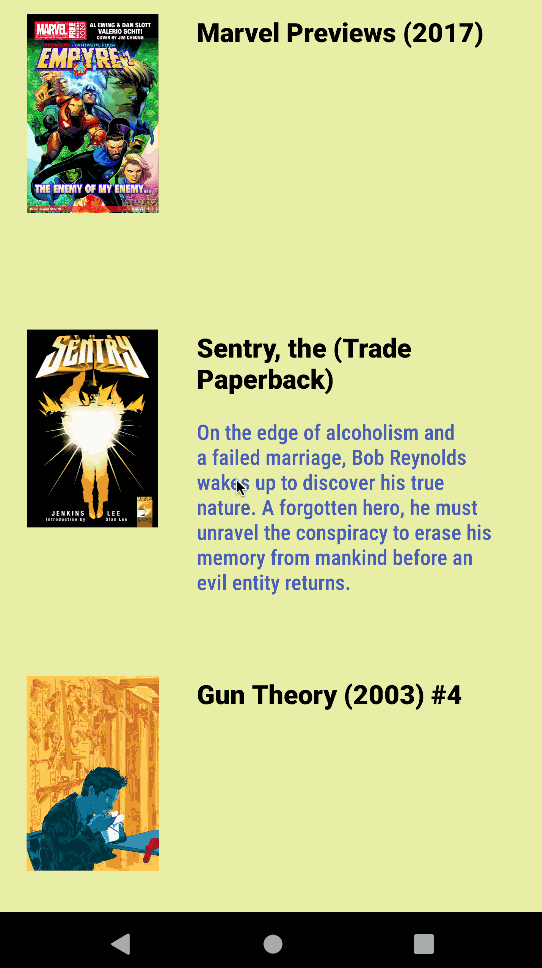 MARVEL
AL EWING & DAN SLOTT
VALERIO SCHITI
COVER BY JIM CHEUNG
EMPYRE
THE ENEMY OF MY ENEMY...
Marvel Previews (2017)
SENTRY
JENKINS LEE
Introduction by Stan Lee
Sentry, the (Trade
Paperback)
On the edge of alcoholism and
a failed marriage, Bob Reynolds
wakes up to discover his true
nature. A forgotten hero, he must
unravel the conspiracy to erase his
memory from mankind before an
evil entity returns.
Gun Theory (2003) #4